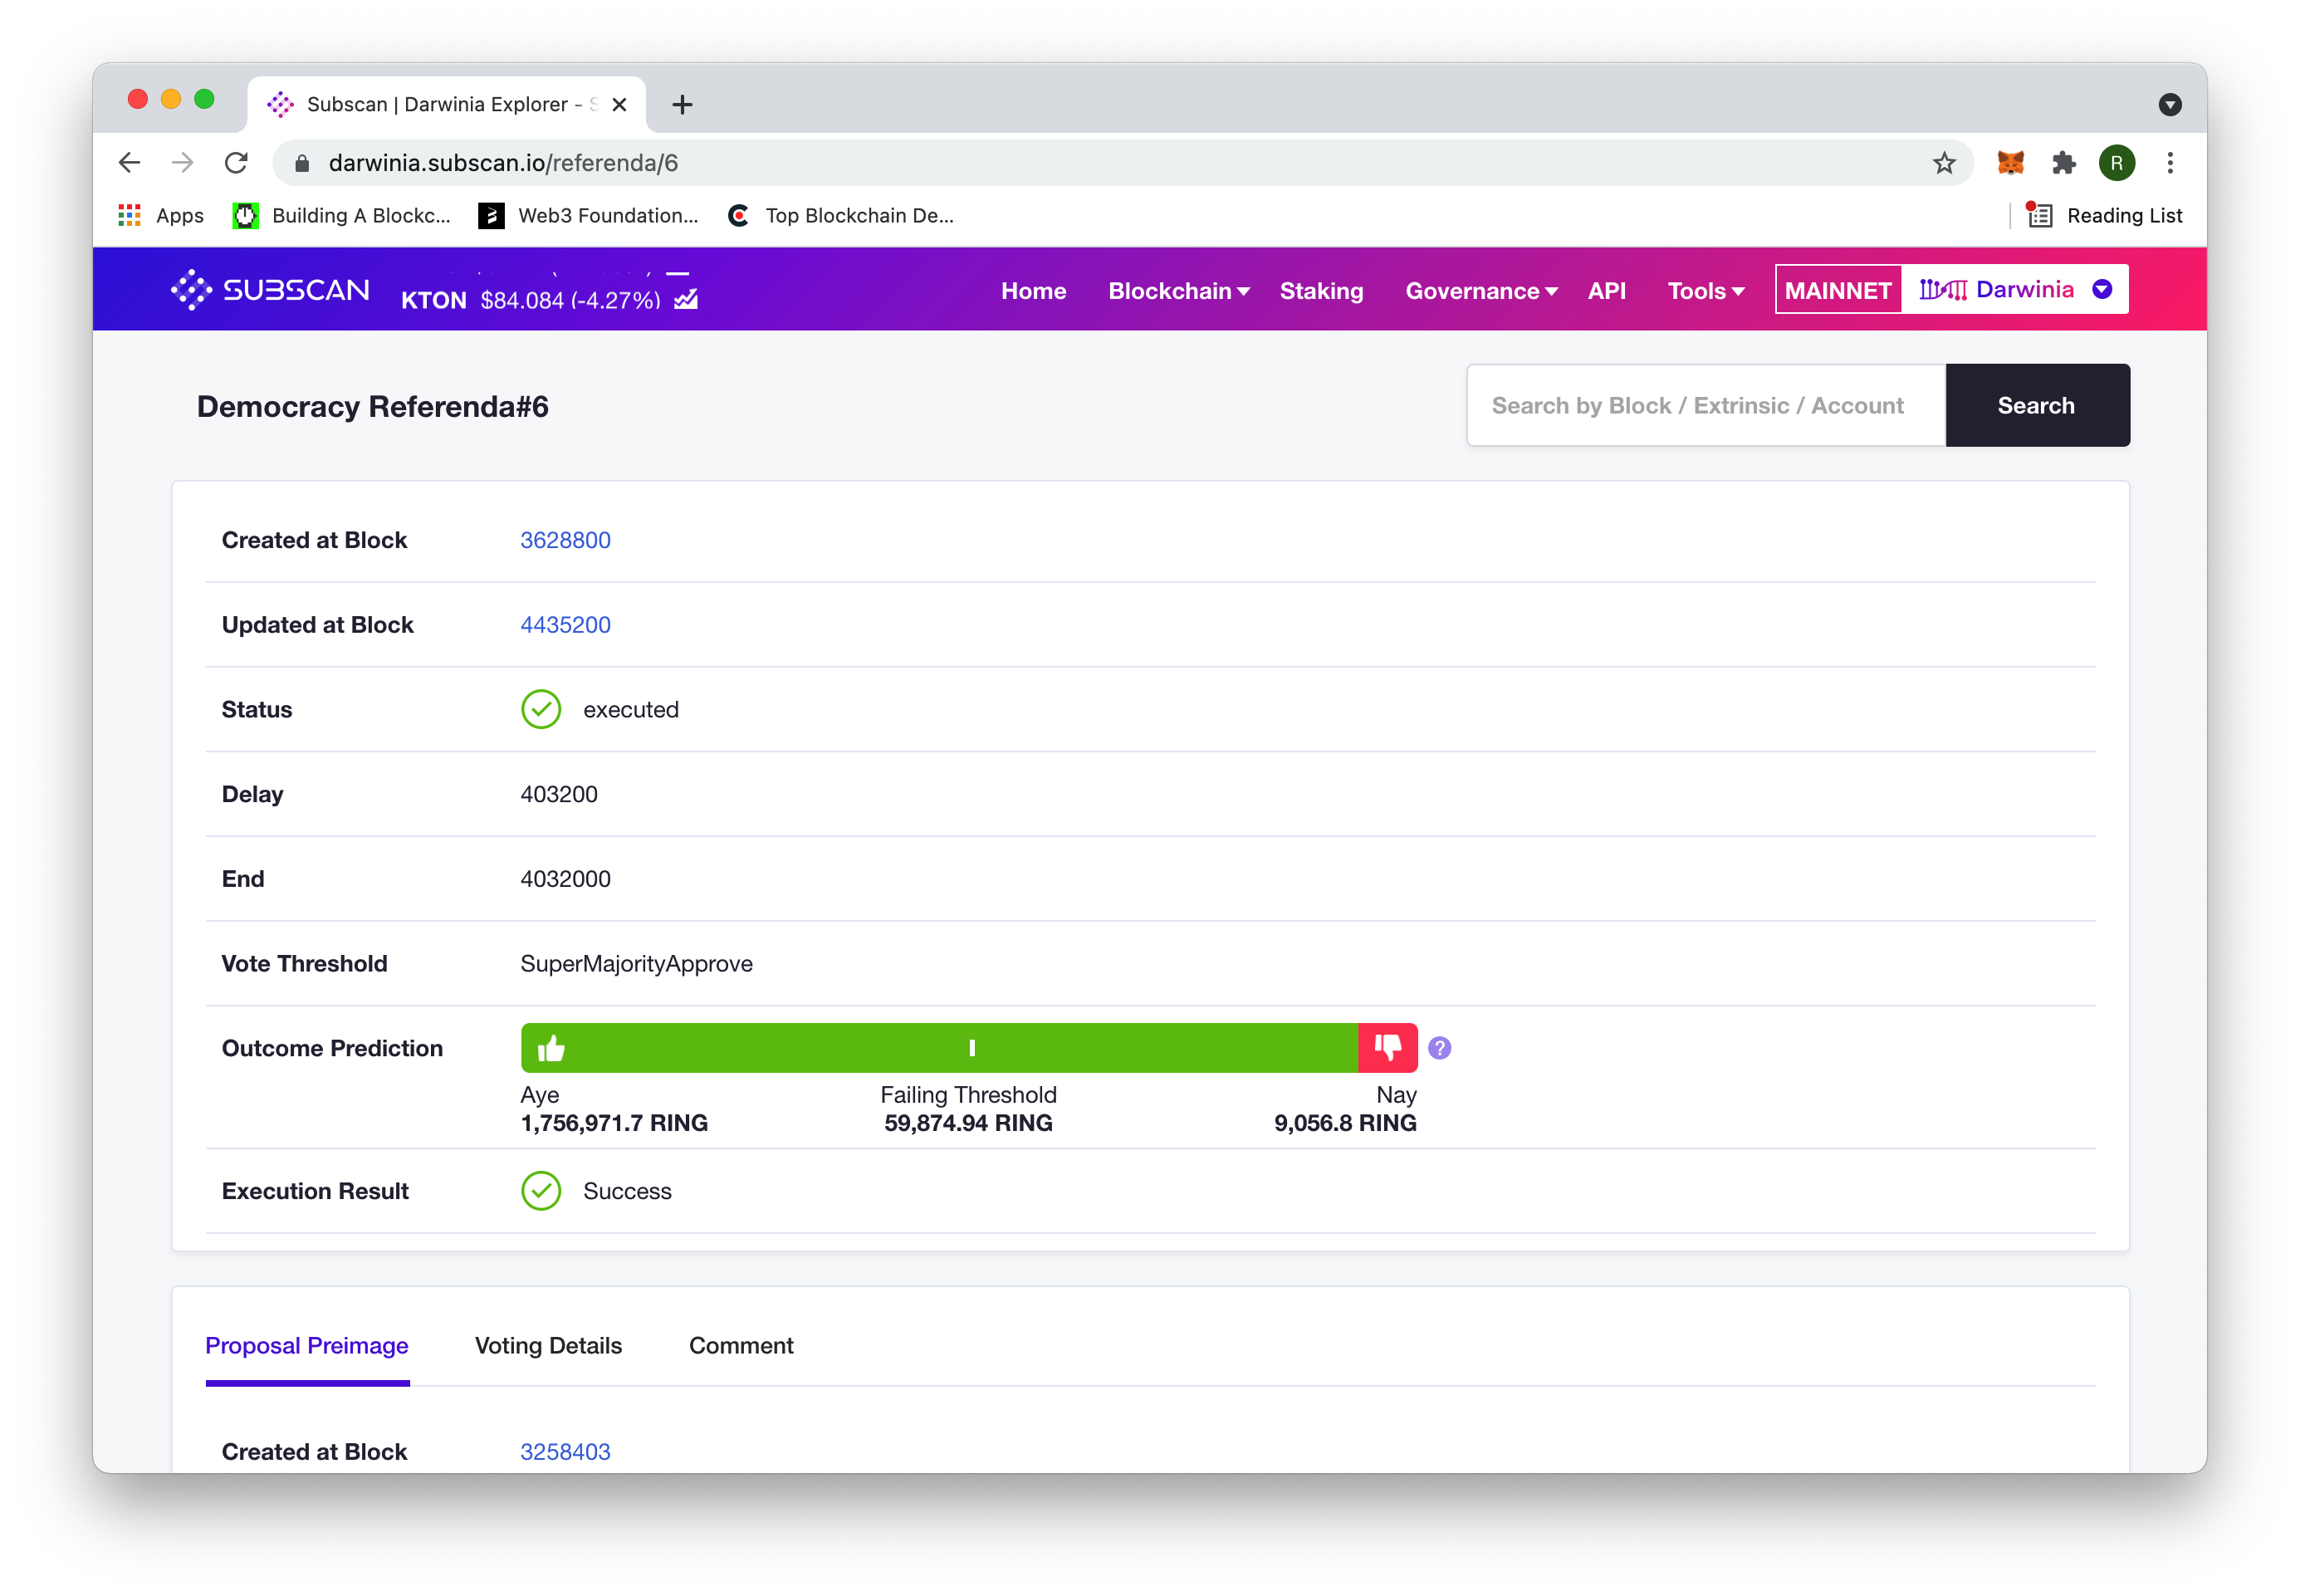 Subscan | Darwinia Explorer - S
darwinia.subscan.io/referenda/6
R
Apps
Building A Blockc...
Web3 Foundation...
Top Blockchain De...
Reading List
SUBSCAN
KTON $84.084 (-4.27%)
Home
Blockchain
Staking
Governance
API
Tools
MAINNET
Darwinia
Democracy Referenda#6
Search by Block / Extrinsic / Account
Search
Created at Block 3628800
Updated at Block 4435200
Status executed
Delay 403200
End 4032000
Vote Threshold SuperMajorityApprove
Outcome Prediction
?
Aye Failing Threshold Nay
1,756,971.7 RING 59,874.94 RING 9,056.8 RING
Execution Result Success
Proposal Preimage Voting Details Comment
Created at Block 3258403